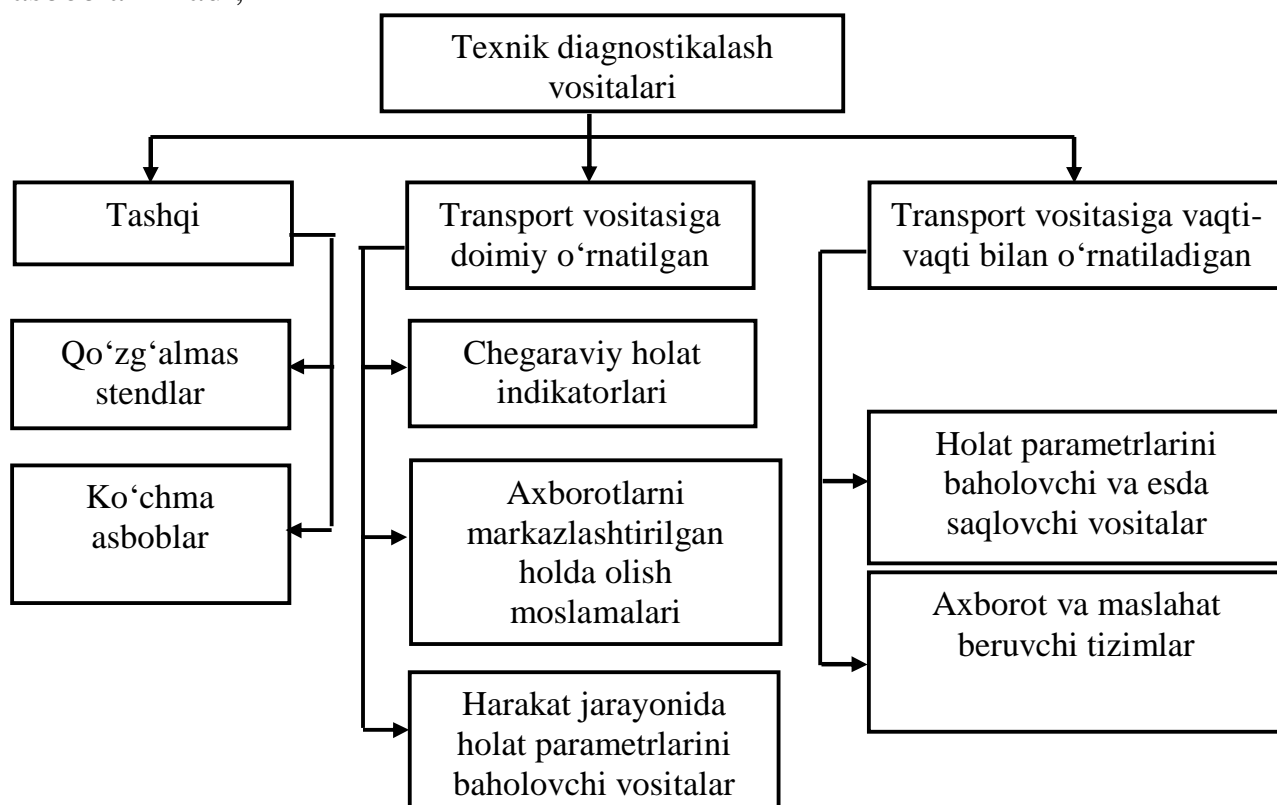 Texnik diagnostikalash
vositalari
Tashqi
Transport vositasiga
doimiy o‘rnatilgan
Transport vositasiga vaqti-
vaqti bilan o‘rnatiladigan
Qo‘zg‘almas
stendlar
Ko‘chma
asboblar
Chegaraviy holat
indikatorlari
Axborotlarni
markazlashtirilgan
holda olish
moslamalari
Harakat jarayonida
holat parametrlarini
baholovchi vositalar
Holat parametrlarini
baholovchi va esda
saqlovchi vositalar
Axborot va maslahat
beruvchi tizimlar